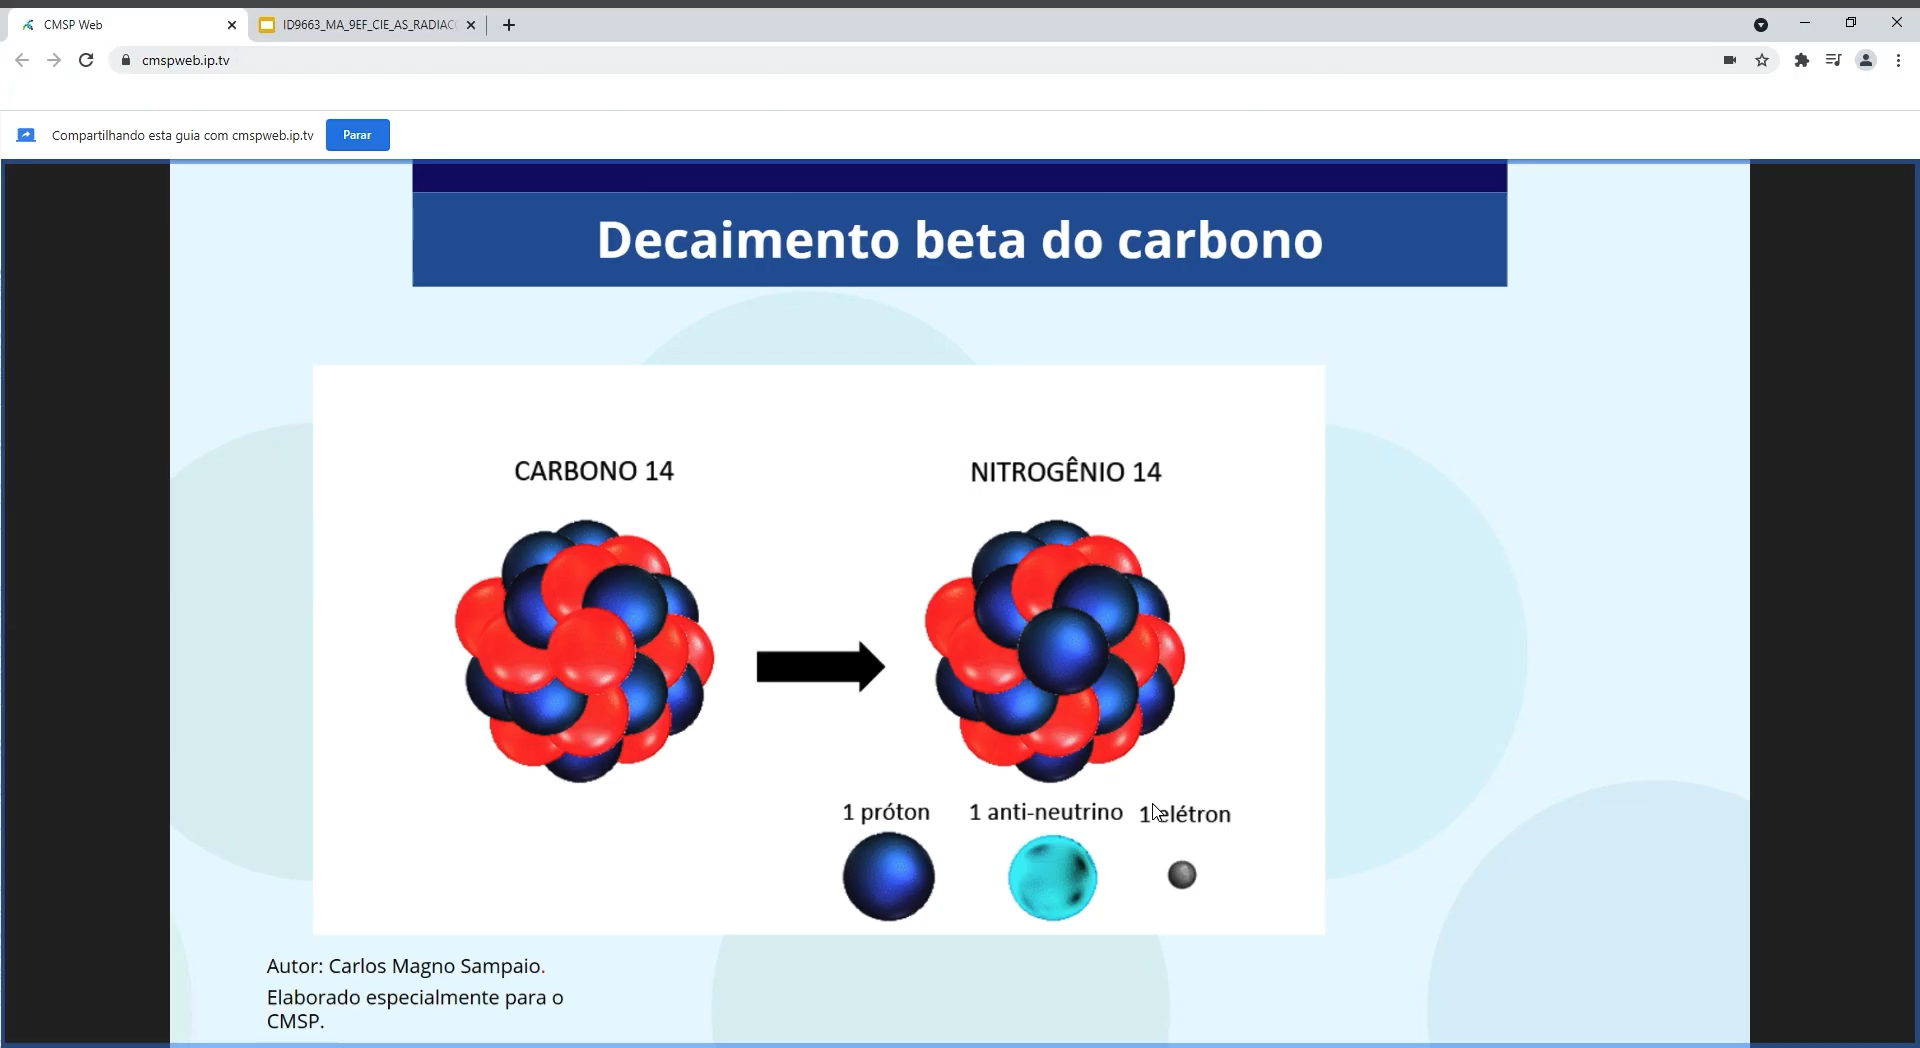 CMSP Web
ID9663_MA_9EF_CIE_AS_RADIAC
cmspweb.ip.tv
Compartilhando esta guia com cmspweb.ip.tv
Parar
Decaimento beta do carbono
CARBONO 14
NITROGÊNIO 14
1 próton
1 anti-neutrino
1 elétron
Autor: Carlos Magno Sampaio.
Elaborado especialmente para o
CMSP.